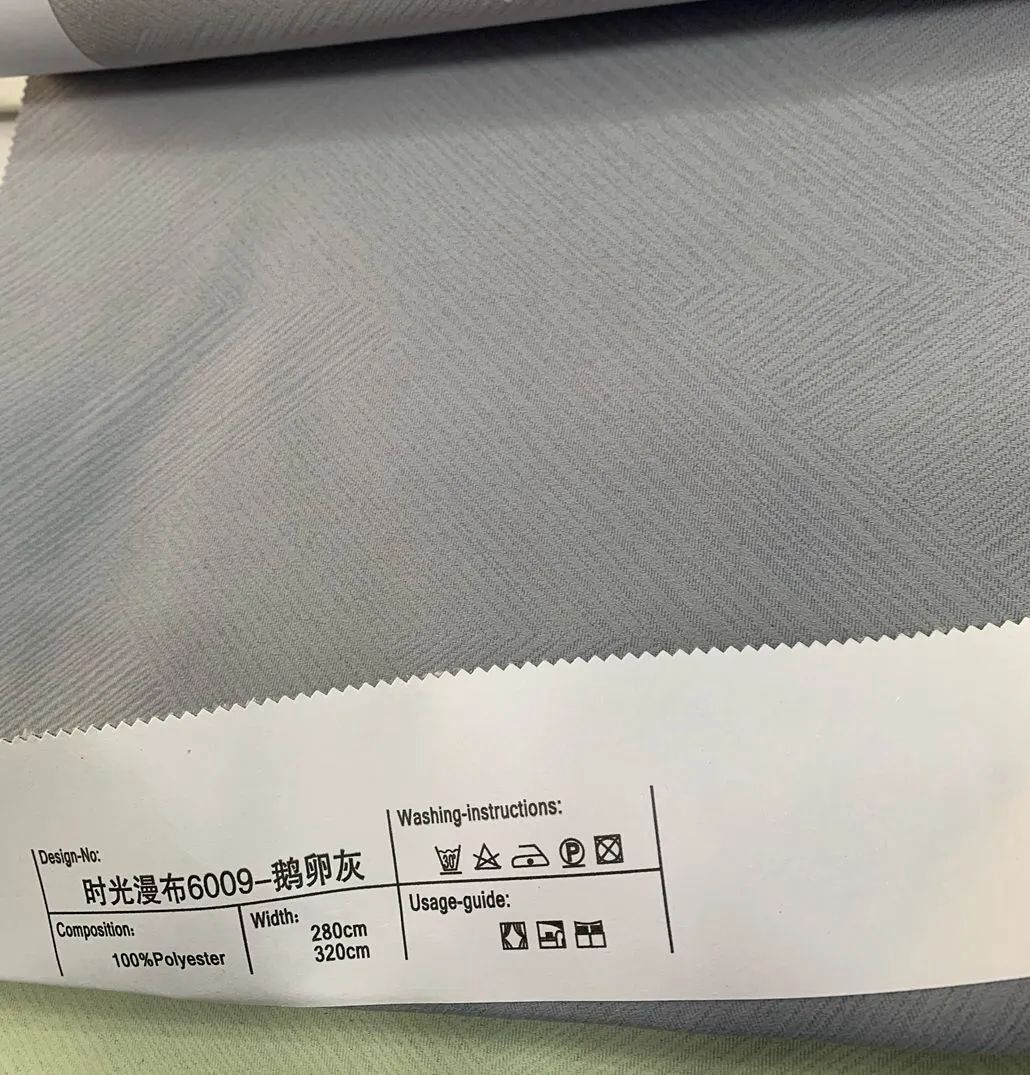 Design-No:
时光漫布6009-鹅卵灰
Composition:
100%Polyester
Width:
280cm
320cm
Washing-instructions:
30°
P
Usage-guide: